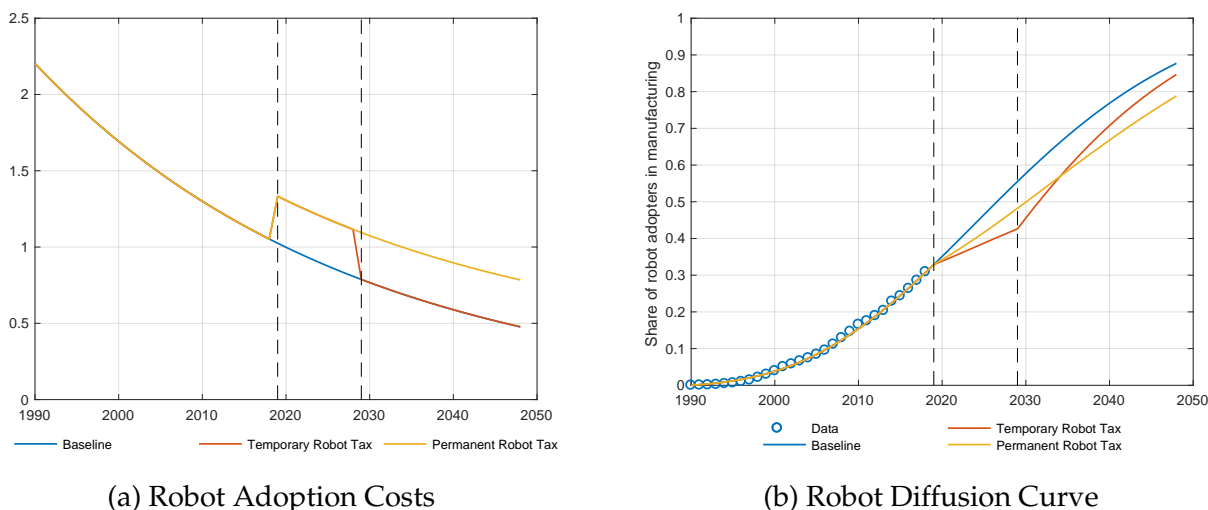 2.5
2
1.5
1
0.5
0
1990 2000 2010 2020 2030 2040 2050
Baseline Temporary Robot Tax Permanent Robot Tax
(a) Robot Adoption Costs
Share of robot adopters in manufacturing
1
0.9
0.8
0.7
0.6
0.5
0.4
0.3
0.2
0.1
0
1990 2000 2010 2020 2030 2040 2050
Data Temporary Robot Tax
Baseline Permanent Robot Tax
(b) Robot Diffusion Curve